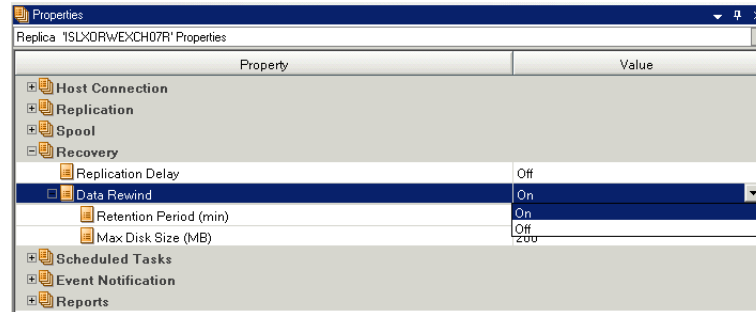 Properties
Replica 'ISLXORWEXCH07R' Properties
Property Value
Host Connection
Replication
Spool
Recovery
Replication Delay Off
Data Rewind On
Retention Period (min) On
Off
Max Disk Size (MB) 200
Scheduled Tasks
Event Notification
Reports